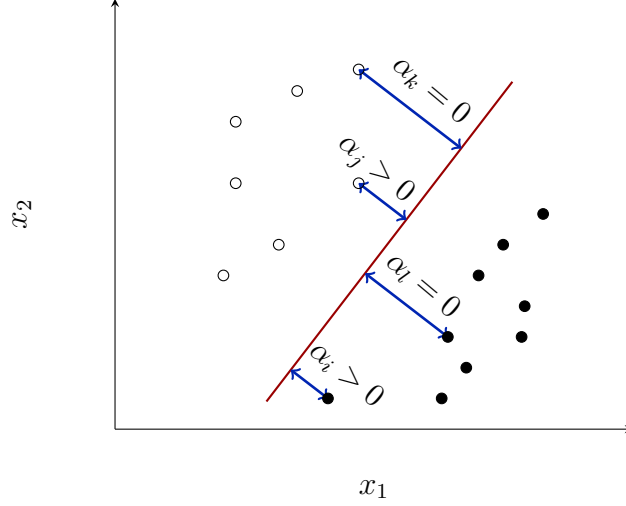 α_k = 0
α_j > 0
α_l = 0
α_i > 0
x_2
x_1